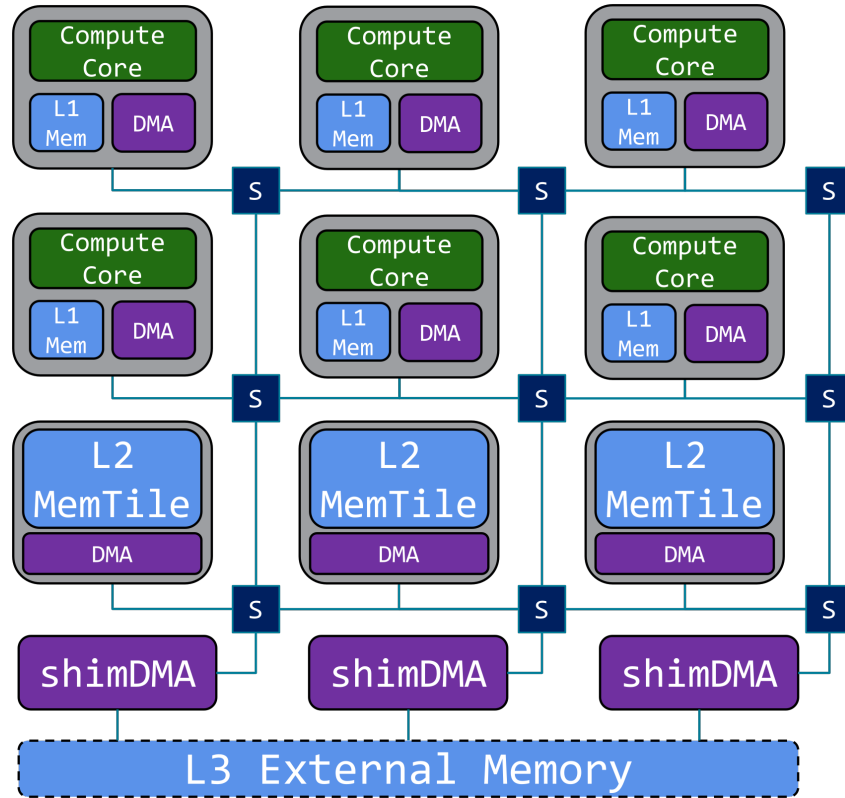 Compute
Core
L1
Mem
DMA
Compute
Core
L1
Mem
DMA
Compute
Core
L1
Mem
DMA
S
S
S
Compute
Core
L1
Mem
DMA
Compute
Core
L1
Mem
DMA
Compute
Core
L1
Mem
DMA
S
S
S
L2
MemTile
DMA
L2
MemTile
DMA
L2
MemTile
DMA
S
S
S
shimDMA
shimDMA
shimDMA
L3 External Memory